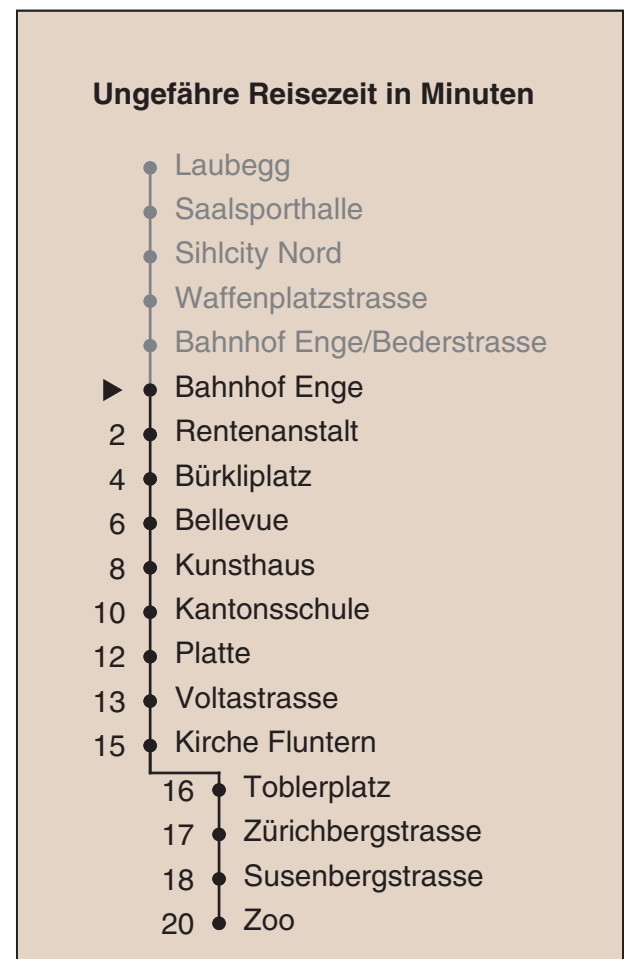 Ungefähre Reisezeit in Minuten
Laubegg
Saalsporthalle
Sihlcity Nord
Waffenplatzstrasse
Bahnhof Enge/Bederstrasse
Bahnhof Enge
2 Rentenanstalt
4 Bürkliplatz
6 Bellevue
8 Kunsthaus
10 Kantonsschule
12 Platte
13 Voltastrasse
15 Kirche Fluntern
16 Toblerplatz
17 Zürichbergstrasse
18 Susenbergstrasse
20 Zoo